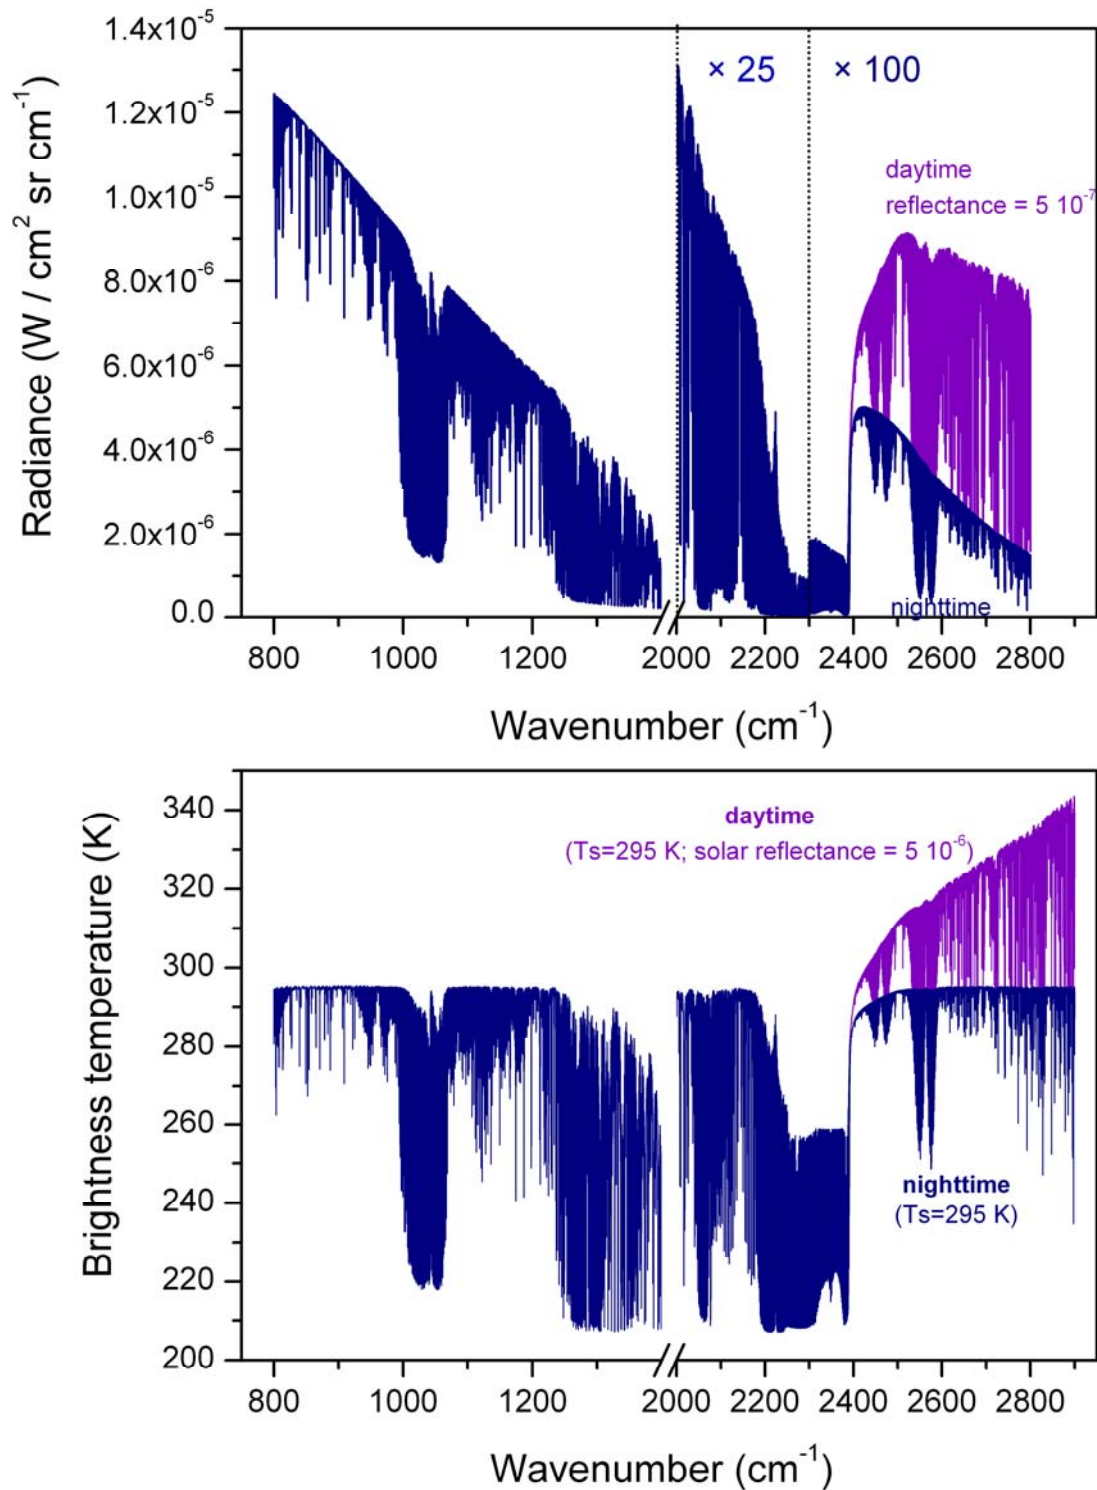 1.4x10⁻⁵
1.2x10⁻⁵
1.0x10⁻⁵
8.0x10⁻⁶
6.0x10⁻⁶
4.0x10⁻⁶
2.0x10⁻⁶
0.0
Radiance (W / cm² sr cm⁻¹)
× 25
× 100
daytime
reflectance = 5 10⁻⁷
nighttime
800 1000 1200 2000 2200 2400 2600 2800
Wavenumber (cm⁻¹)
340
320
300
280
260
240
220
200
Brightness temperature (K)
daytime
(Ts=295 K; solar reflectance = 5 10⁻⁶)
nighttime
(Ts=295 K)
800 1000 1200 2000 2200 2400 2600 2800
Wavenumber (cm⁻¹)